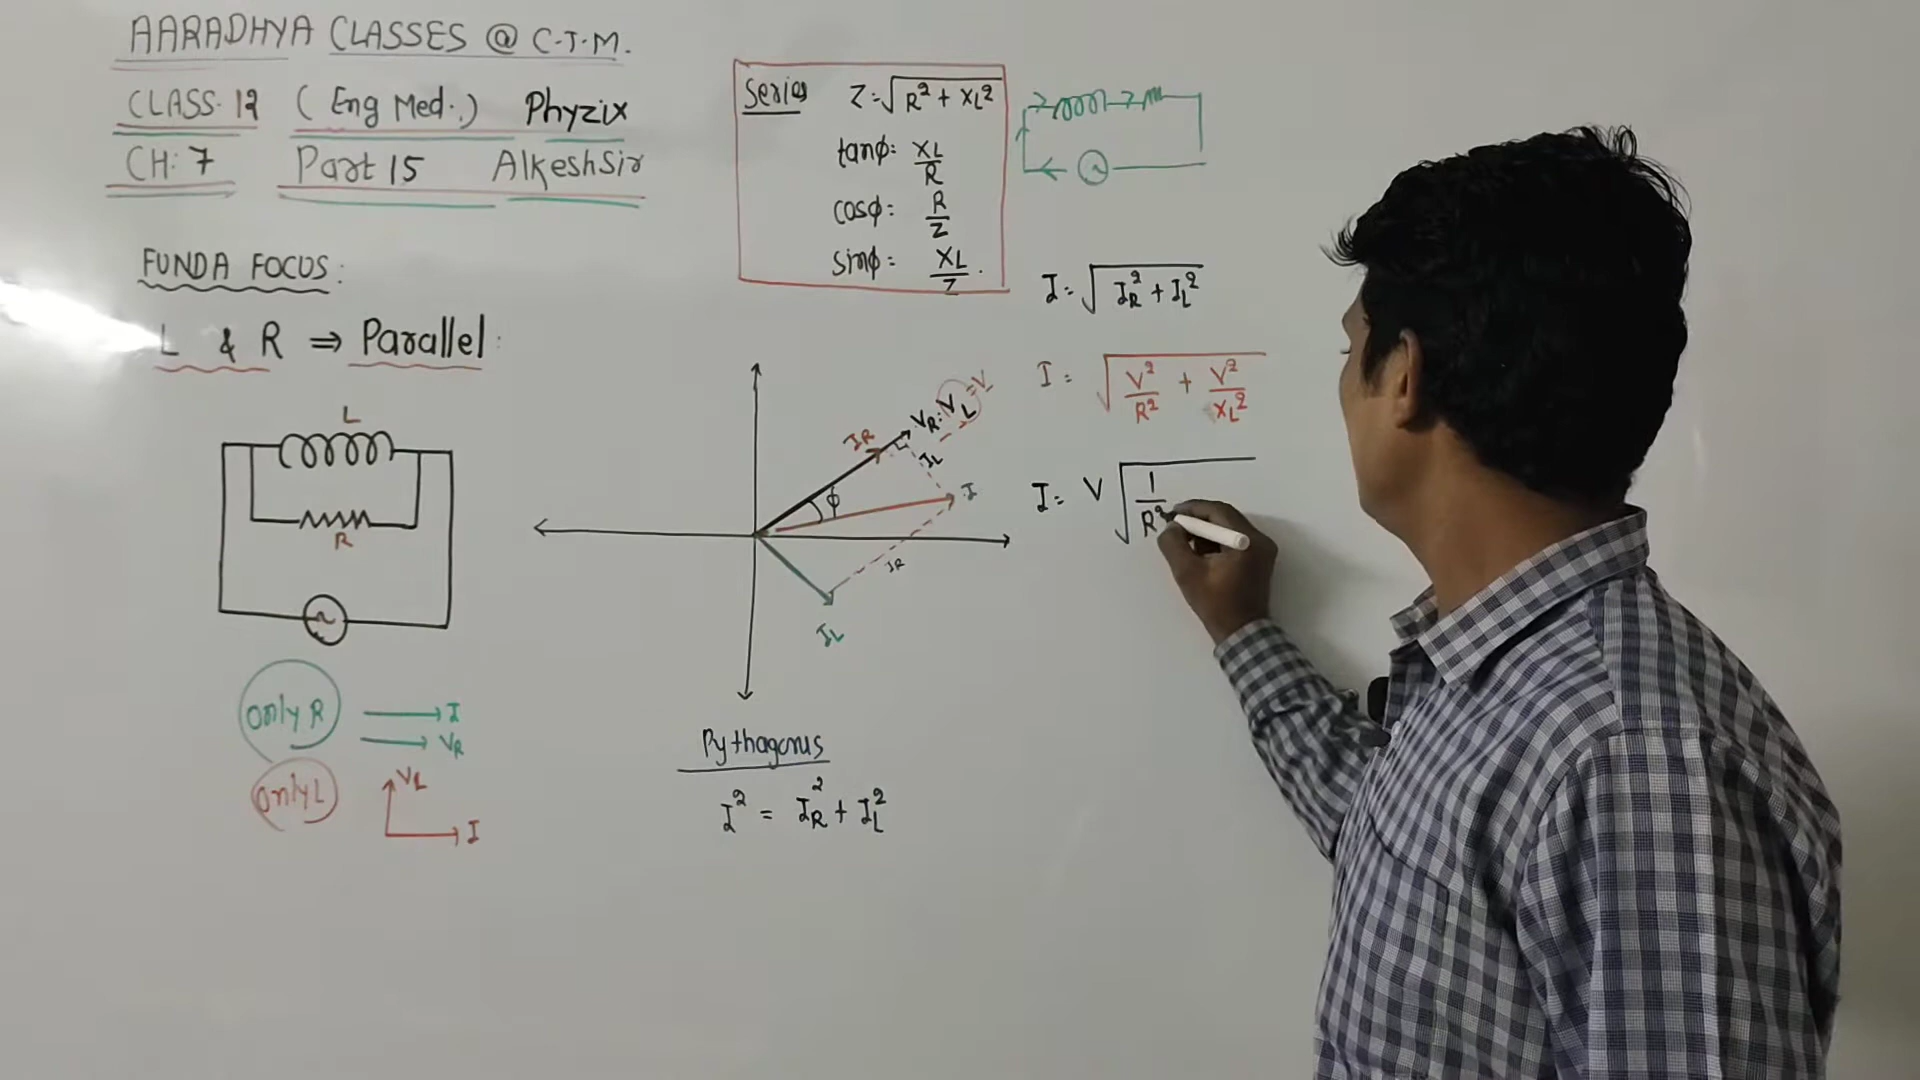 AARADHYA CLASSES @ C.T.M.
CLASS. 12 ( Eng Med.) Phyzix
CH: 7 Part 15 AlkeshSir
FUNDA FOCUS:
L & R ⇒ Parallel:
L
R
only R
I
VR
only L
VL
I
Series Z=√R²+XL²
tanϕ= XL/R
cosϕ= R/Z
sinϕ= XL/Z.
IR
VR=VL=V
IL
ϕ
I
IR
IL
Pythagorus
I² = IR² + IL²
I=√IR²+IL²
I = √V²/R² + V²/XL²
I= V√1/R²